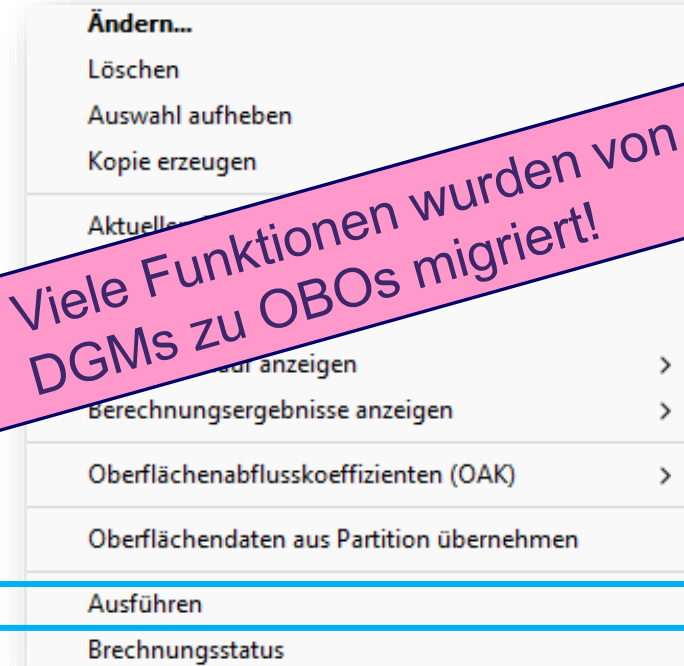 Ändern...
Löschen
Auswahl aufheben
Kopie erzeugen
Viele Funktionen wurden von
DGMs zu OBOs migriert!
anzeigen
Berechnungsergebnisse anzeigen
Oberflächenabflusskoeffizienten (OAK)
Oberflächendaten aus Partition übernehmen
Ausführen
Brechnungsstatus